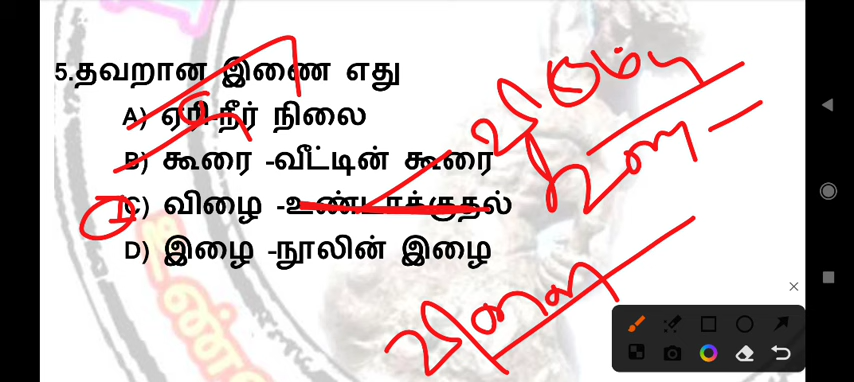 5.தவறான இணை எது
A) ஏரி நீர் நிலை
B) கூரை -வீட்டின் கூரை
C) விழை -உண்டாக்குதல்
D) இழை -நூலின் இழை
விரும்பு